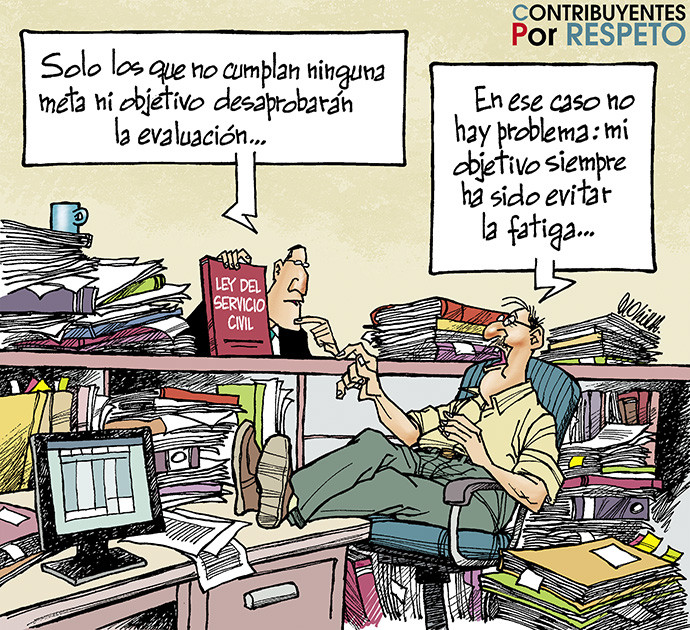 CONTRIBUYENTES
Por RESPETO
Solo los que no cumplan ninguna
meta ni objetivo desaprobarán
la evaluación...
En ese caso no
hay problema: mi
objetivo siempre
ha sido evitar
la fatiga...
LEY DEL
SERVICIO
CIVIL